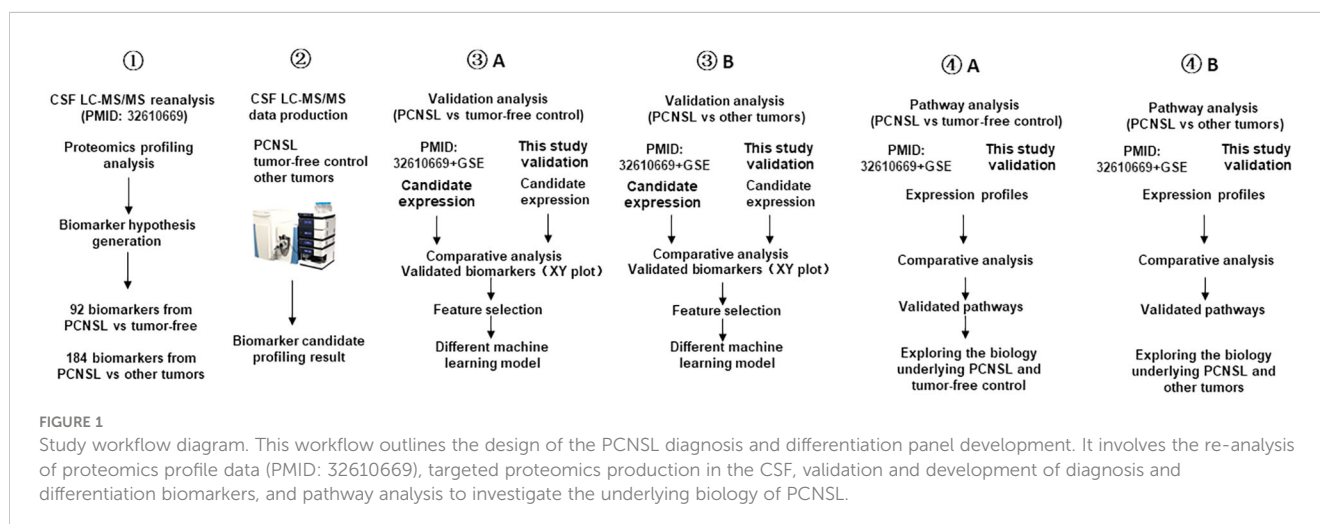 ①
CSF LC-MS/MS reanalysis
(PMID: 32610669)
Proteomics profiling
analysis
Biomarker hypothesis
generation
92 biomarkers from
PCNSL vs tumor-free
184 biomarkers from
PCNSL vs other tumors
②
CSF LC-MS/MS
data production
PCNSL
tumor-free control
other tumors
Biomarker candidate
profiling result
③ A
Validation analysis
(PCNSL vs tumor-free control)
PMID:
32610669+GSE
Candidate
expression
This study
validation
Candidate
expression
Comparative analysis
Validated biomarkers (XY plot)
Feature selection
Different machine
learning model
③ B
Validation analysis
(PCNSL vs other tumors)
PMID:
32610669+GSE
Candidate
expression
This study
validation
Candidate
expression
Comparative analysis
Validated biomarkers (XY plot)
Feature selection
Different machine
learning model
④ A
Pathway analysis
(PCNSL vs tumor-free control)
PMID:
32610669+GSE
This study
validation
Expression profiles
Comparative analysis
Validated pathways
Exploring the biology
underlying PCNSL and
tumor-free control
④ B
Pathway analysis
(PCNSL vs other tumors)
PMID:
32610669+GSE
This study
validation
Expression profiles
Comparative analysis
Validated pathways
Exploring the biology
underlying PCNSL and
other tumors
FIGURE 1
Study workflow diagram. This workflow outlines the design of the PCNSL diagnosis and differentiation panel development. It involves the re-analysis
of proteomics profile data (PMID: 32610669), targeted proteomics production in the CSF, validation and development of diagnosis and
differentiation biomarkers, and pathway analysis to investigate the underlying biology of PCNSL.